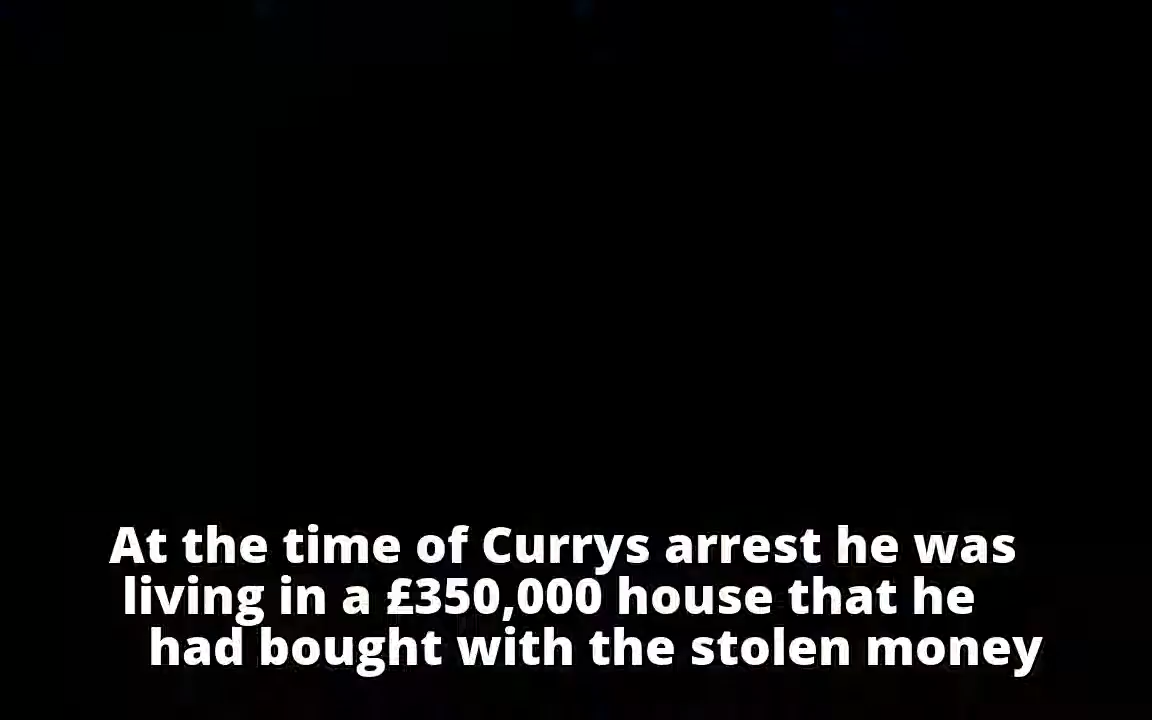 At the time of Currys arrest he was
living in a £350,000 house that he
had bought with the stolen money